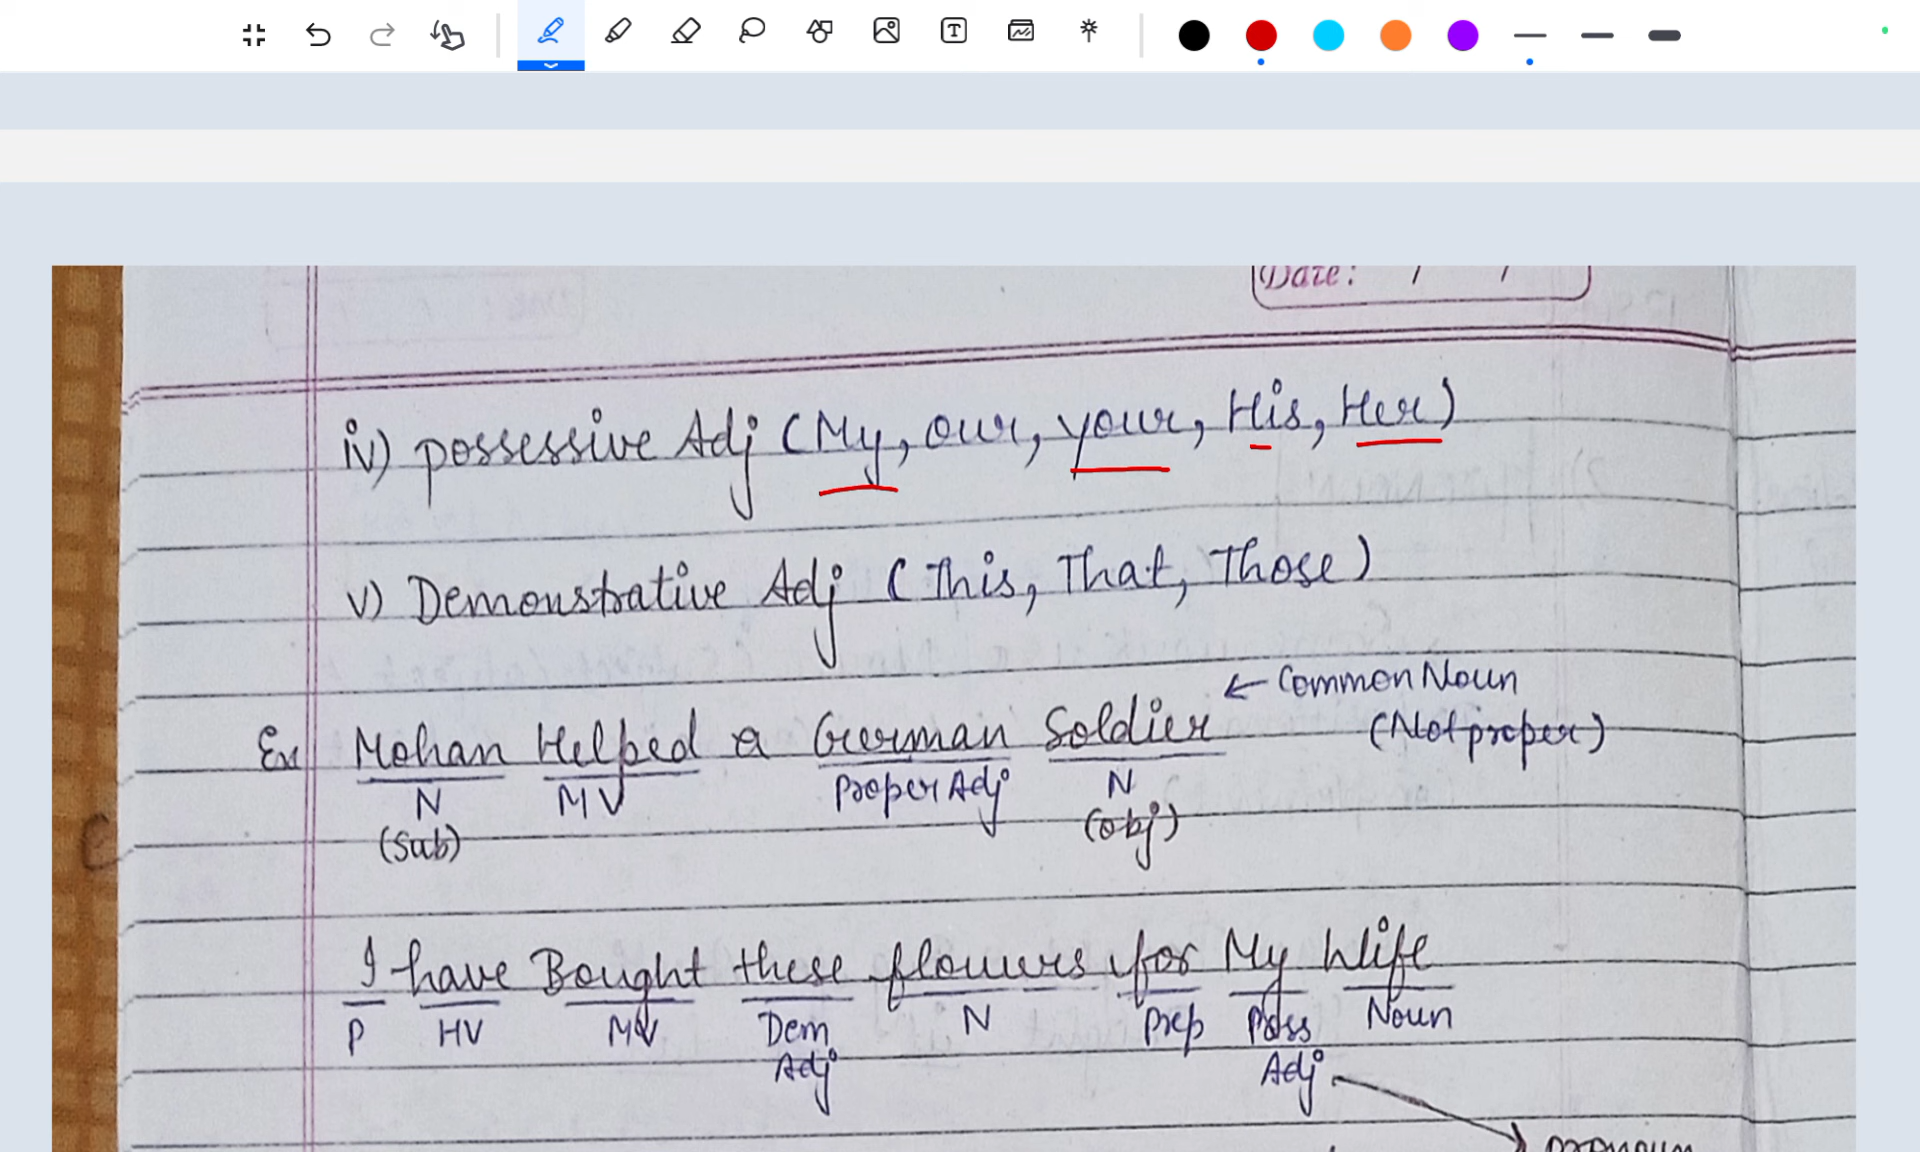 Date: / /
iv) possessive Adj (My, our, your, His, Her)
v) Demonstrative Adj (This, That, Those)
← Common Noun
(Not proper)
Ex Mohan Helped a German Soldier
N MV Proper Adj N
(Sub) (obj)
I have Bought these flowers for My Wife
P HV MV Dem Adj N Prep Poss Adj Noun
pronoun